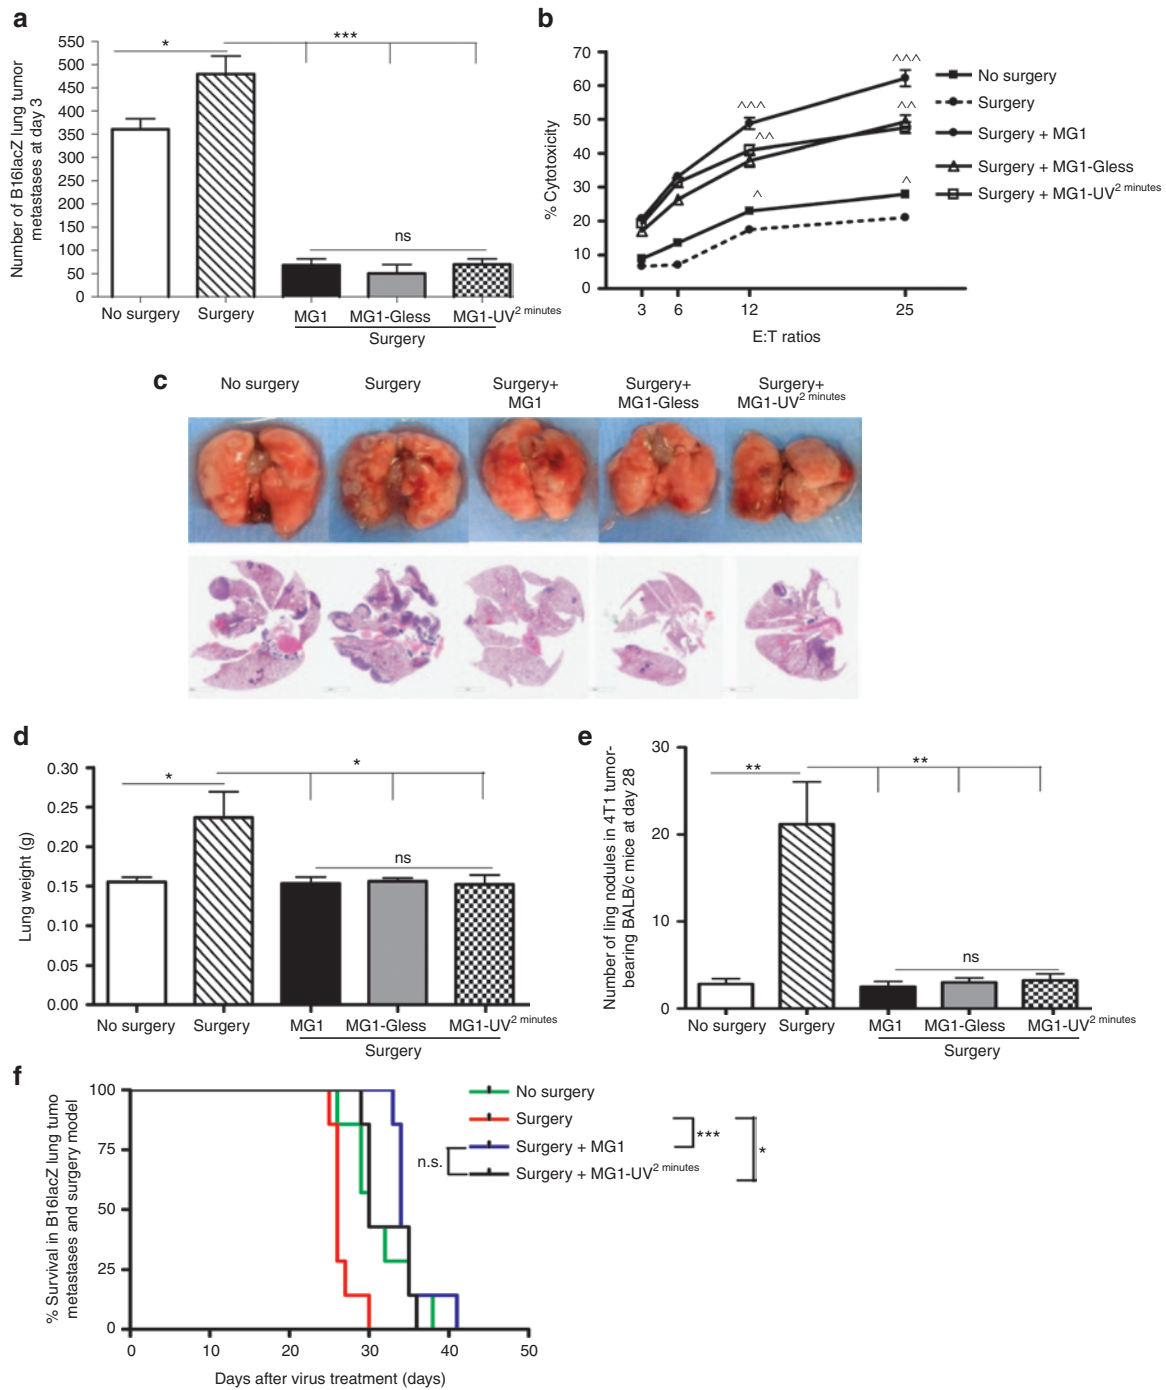 a
Number of B16lacZ lung tumor
metastases at day 3
550
500
450
400
350
300
250
200
150
100
50
0
*
***
ns
No surgery
Surgery
MG1
MG1-Gless
MG1-UV2 minutes
Surgery
b
% Cytotoxicity
70
60
50
40
30
20
10
0
^^^
^^^
^^
^^
^
^
3
6
12
25
E:T ratios
No surgery
Surgery
Surgery + MG1
Surgery + MG1-Gless
Surgery + MG1-UV2 minutes
c
No surgery
Surgery
Surgery+
MG1
Surgery+
MG1-Gless
Surgery+
MG1-UV2 minutes
d
Lung weight (g)
0.30
0.25
0.20
0.15
0.10
0.05
0.00
*
*
ns
No surgery
Surgery
MG1
MG1-Gless
MG1-UV2 minutes
Surgery
e
Number of ling nodules in 4T1 tumor-
bearing BALB/c mice at day 28
30
20
10
0
**
**
ns
No surgery
Surgery
MG1
MG1-Gless
MG1-UV2 minutes
Surgery
f
% Survival in B16lacZ lung tumo
metastases and surgery model
100
75
50
25
0
0
10
20
30
40
50
Days after virus treatment (days)
No surgery
Surgery
Surgery + MG1
Surgery + MG1-UV2 minutes
n.s.
***
*